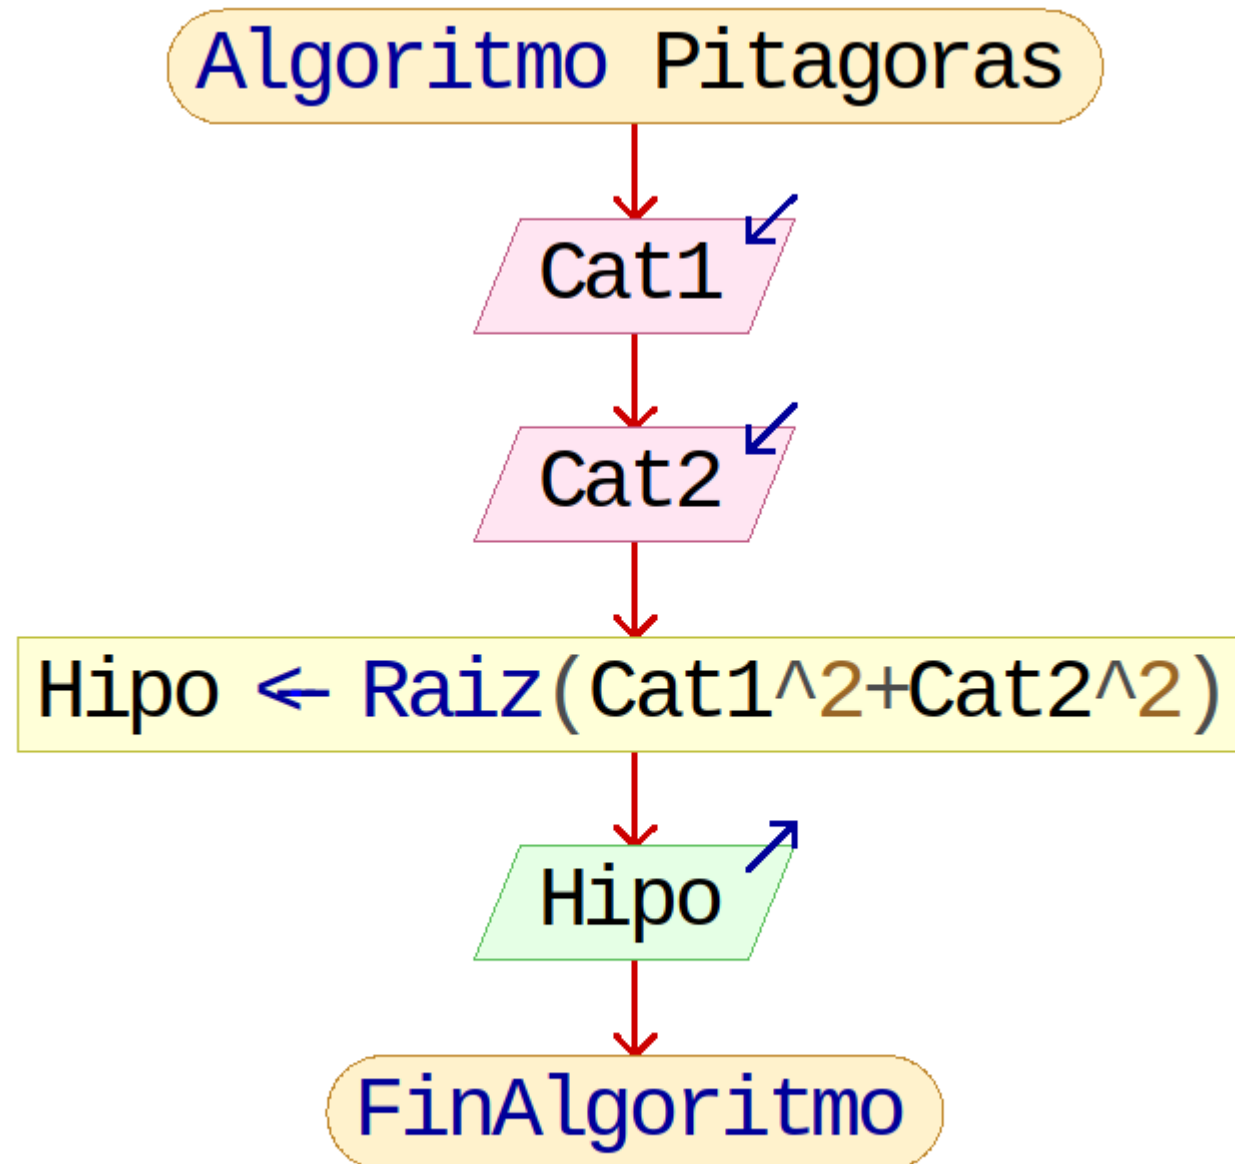 Algoritmo Pitagoras
Cat1
Cat2
Hipo <- Raiz(Cat1^2+Cat2^2)
Hipo
FinAlgoritmo